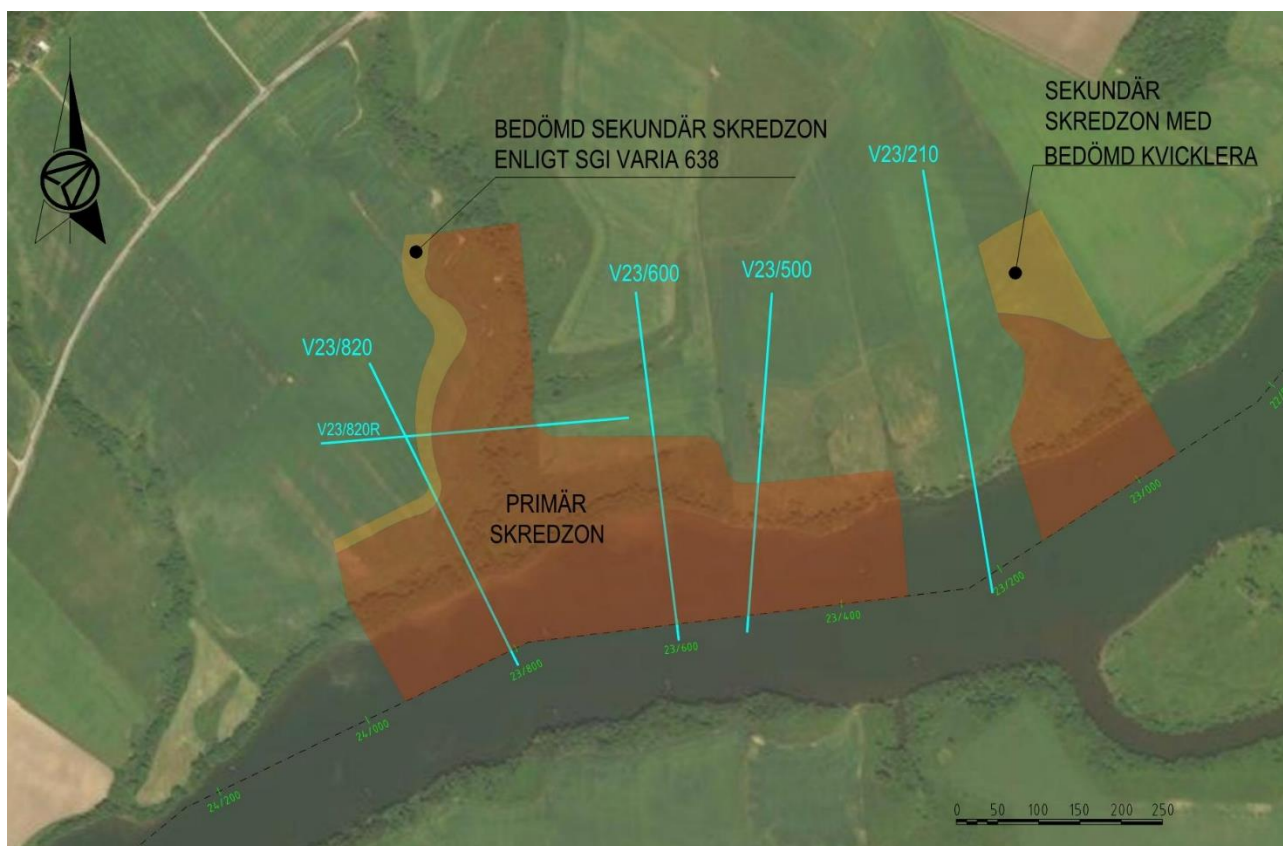 BEDÖMD SEKUNDÄR SKREDZON
ENLIGT SGI VARIA 638
SEKUNDÄR
SKREDZON MED
BEDÖMD KVICKLERA
V23/210
V23/600
V23/500
V23/820
V23/820R
PRIMÄR
SKREDZON
23/000
23/200
23/400
23/600
23/800
24/000
24/200
0 50 100 150 200 250